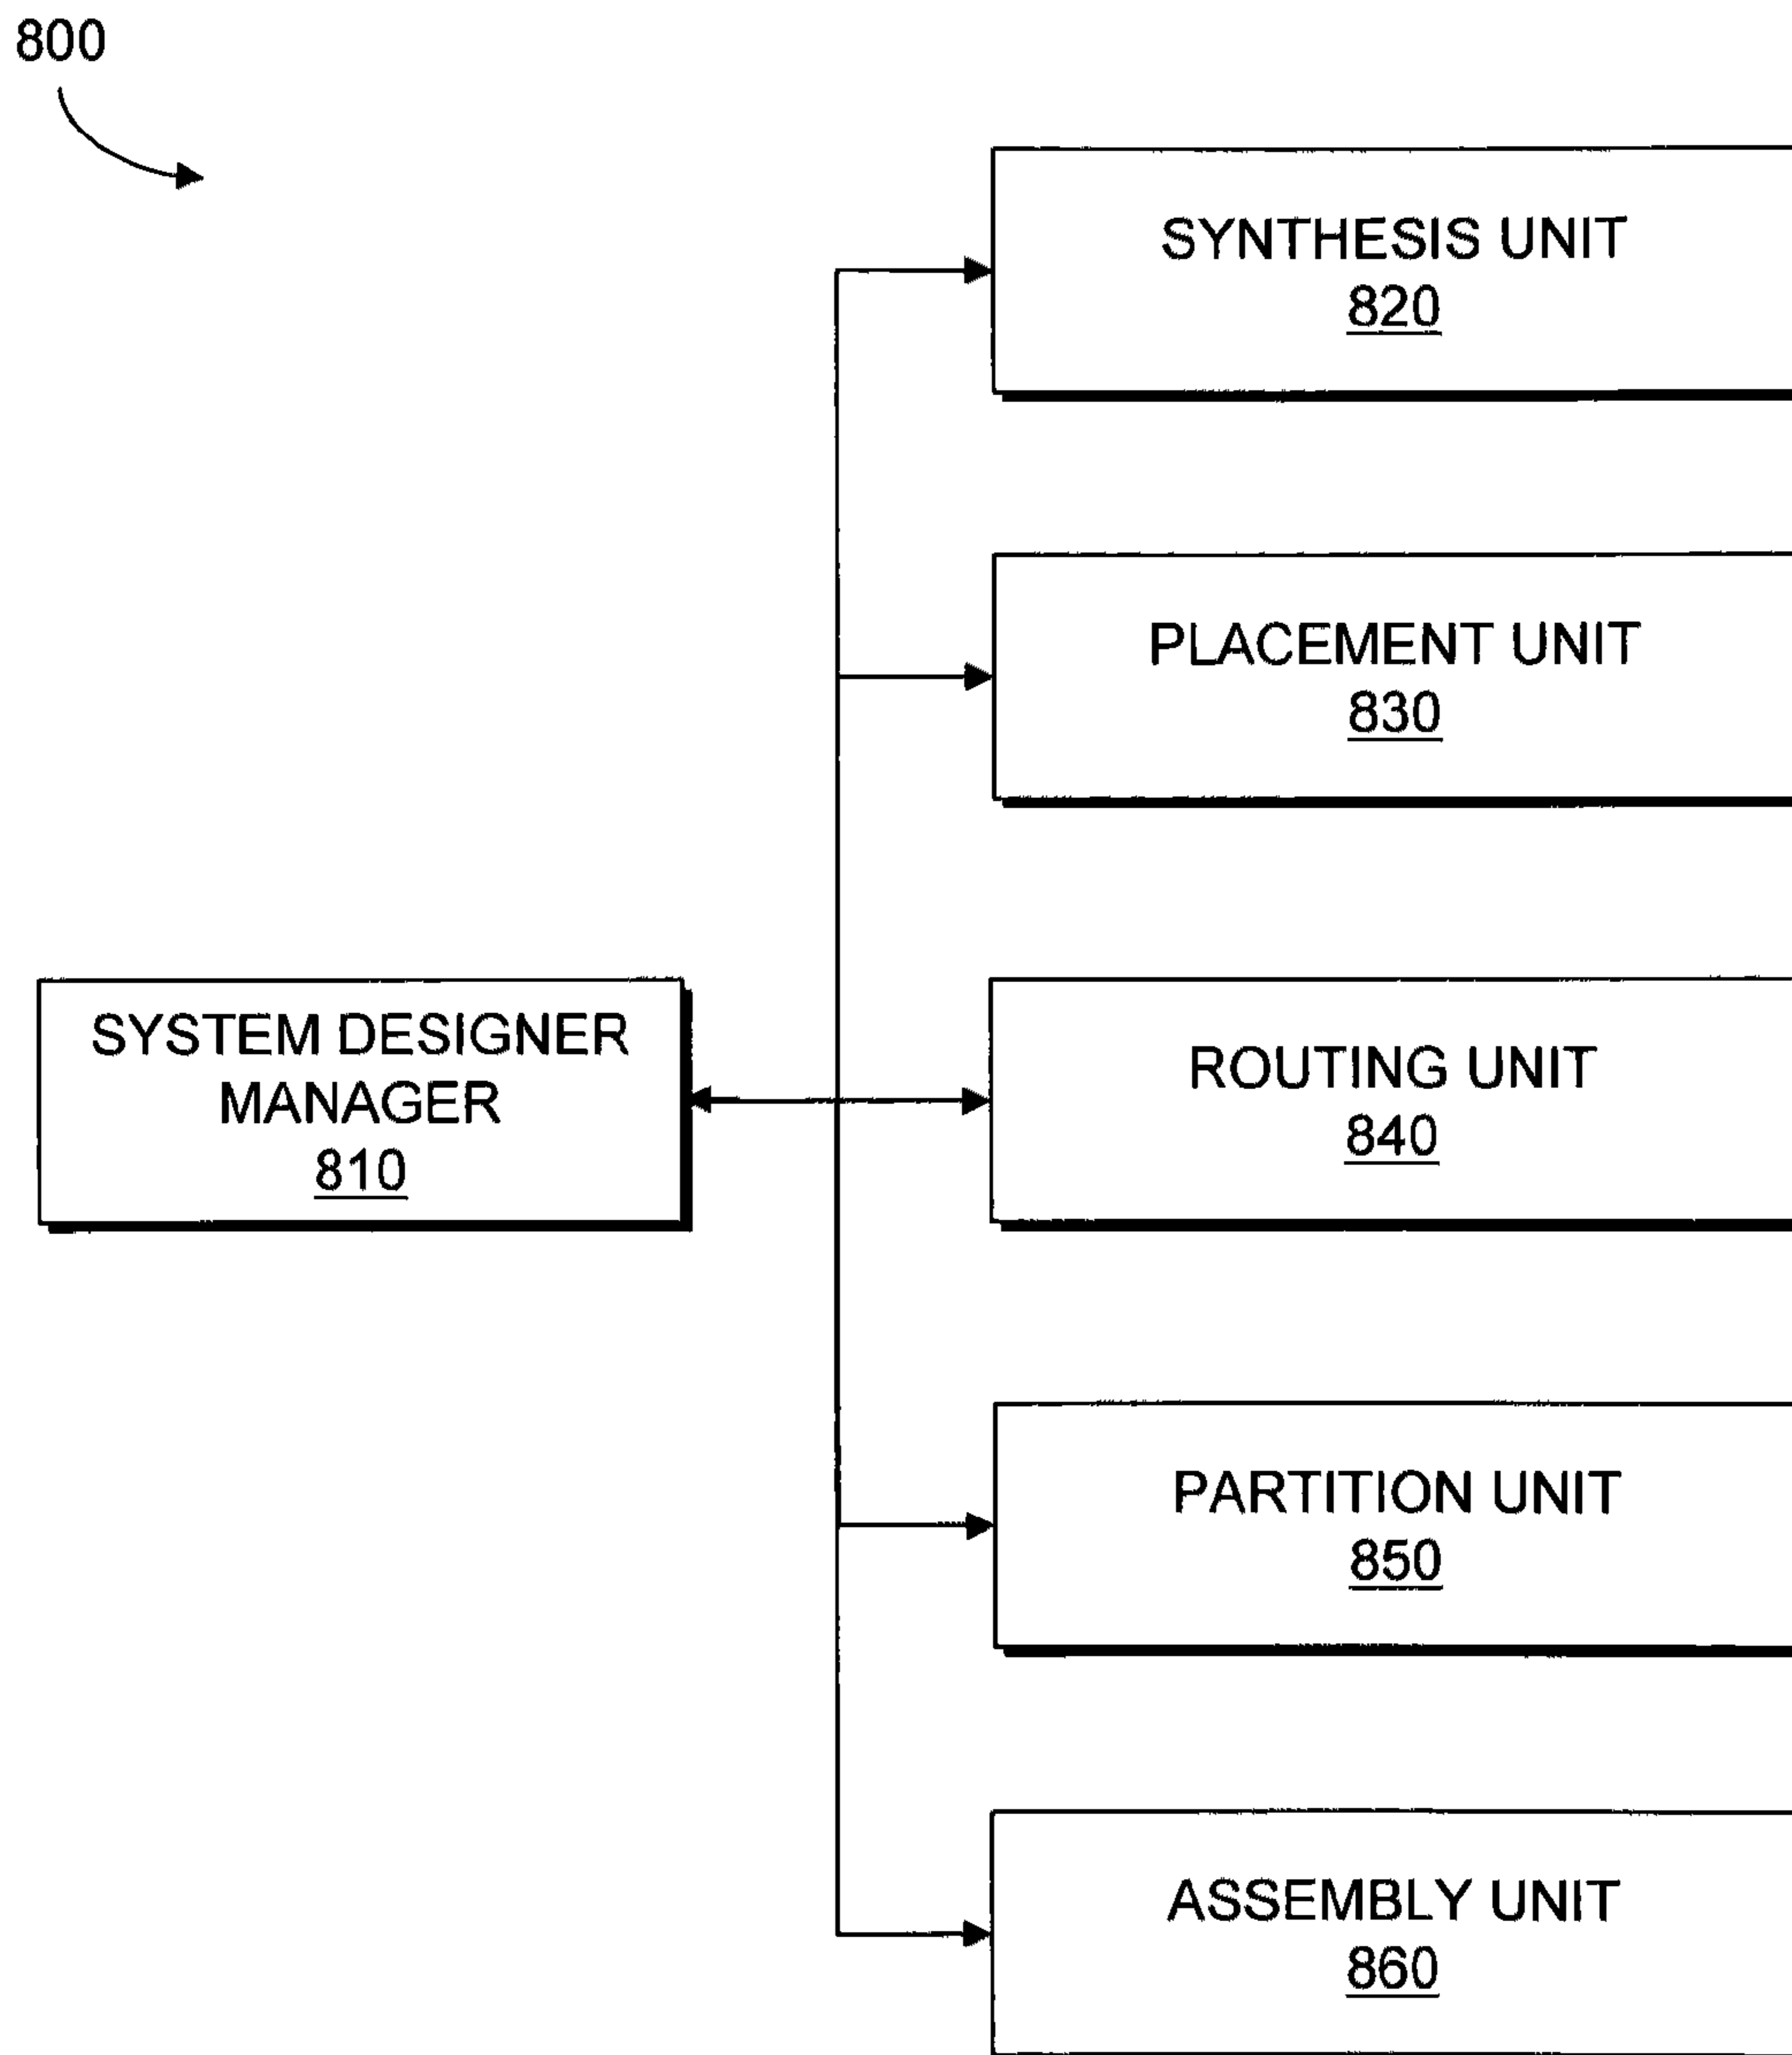 800
SYNTHESIS UNIT
820
PLACEMENT UNIT
830
SYSTEM DESIGNER
MANAGER
810
ROUTING UNIT
840
PARTITION UNIT
850
ASSEMBLY UNIT
860